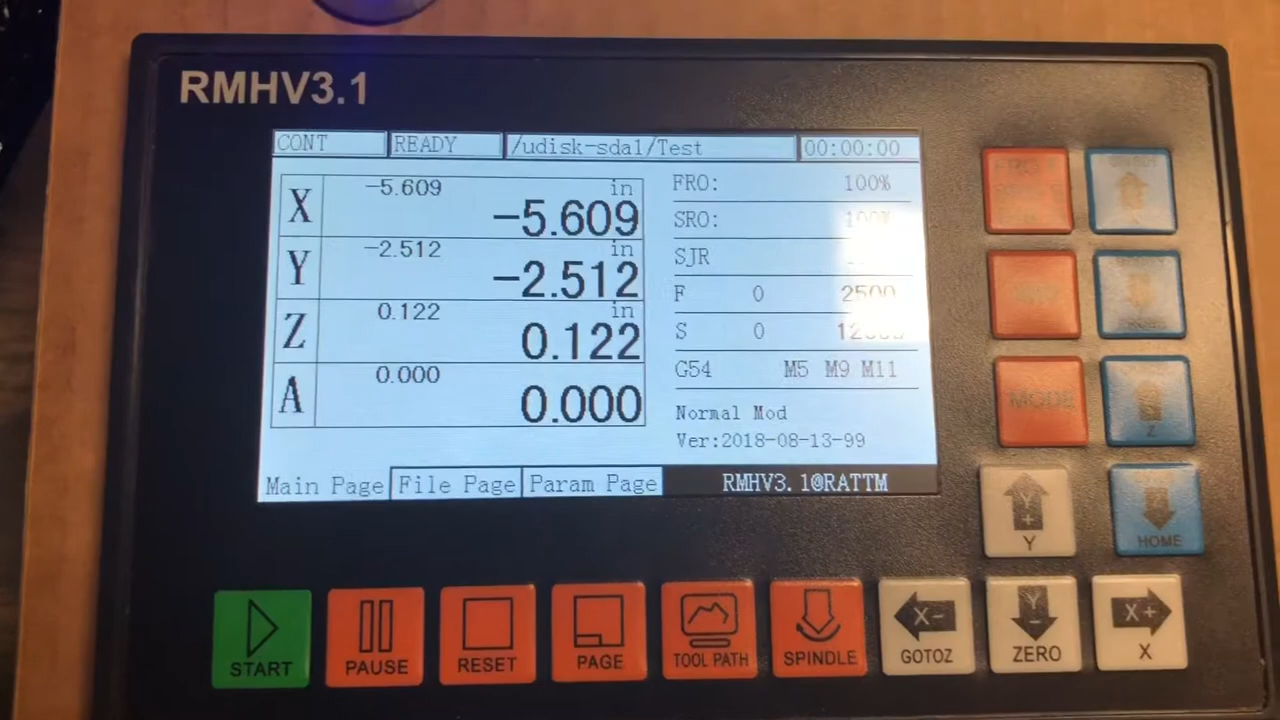 RMHV3.1
CONT READY /udisk-sda1/Test 00:00:00
X -5.609 in -5.609
Y -2.512 in -2.512
Z 0.122 in 0.122
A 0.000 0.000
FRO: 100%
SRO: 100%
SJR
F 0 2500
S 0
G54 M5 M9 M11
Normal Mod
Ver:2018-08-13-99
Main Page File Page Param Page RMHV3.1@RATTM
MODE
Z
Y+
Y
HOME
START
PAUSE
RESET
PAGE
TOOL PATH
SPINDLE
X-
GOTOZ
Y-
ZERO
X+
X